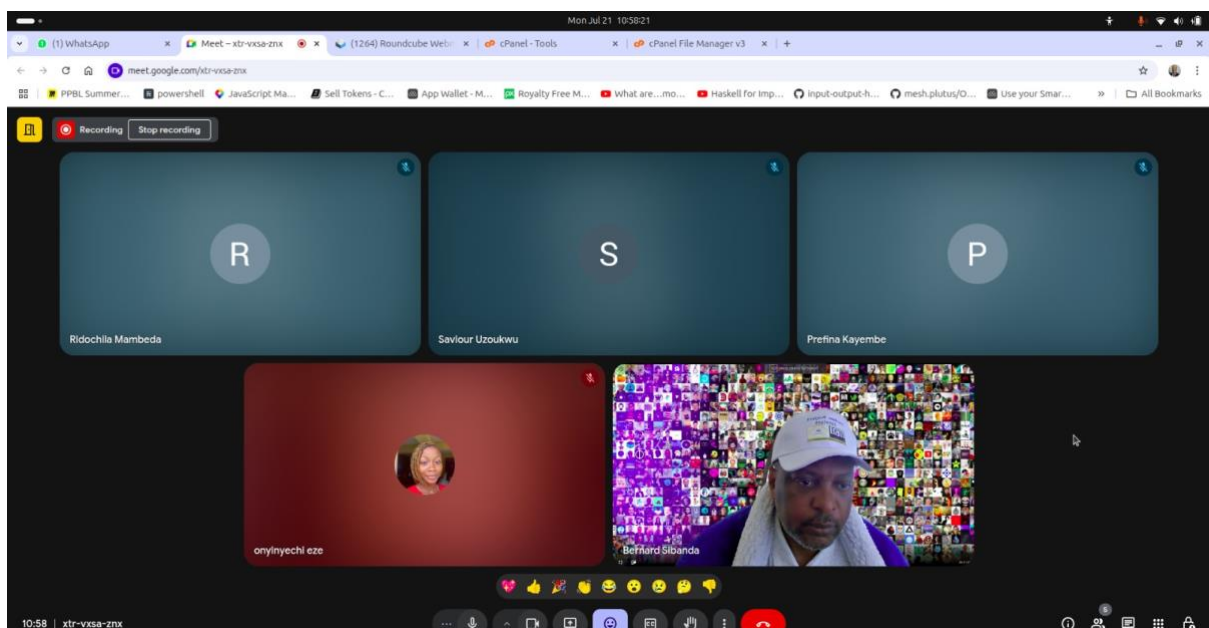 Mon Jul 21 10:58:21
(1) WhatsApp
Meet – xtr-vxsa-znx
(1264) Roundcube Web
cPanel - Tools
cPanel File Manager v3
meet.google.com/xtr-vxsa-znx
PPBL Summer...
powershell
JavaScript Ma...
Sell Tokens - C...
App Wallet - M...
Royalty Free M...
What are...mo...
Haskell for Imp...
input-output-h...
mesh.plutus/O...
Use your Smar...
All Bookmarks
Recording
Stop recording
R
S
P
Ridochila Mambeda
Saviour Uzoukwu
Prefina Kayembe
onyinyechi eze
Bernard Sibanda
10:58 | xtr-vxsa-znx